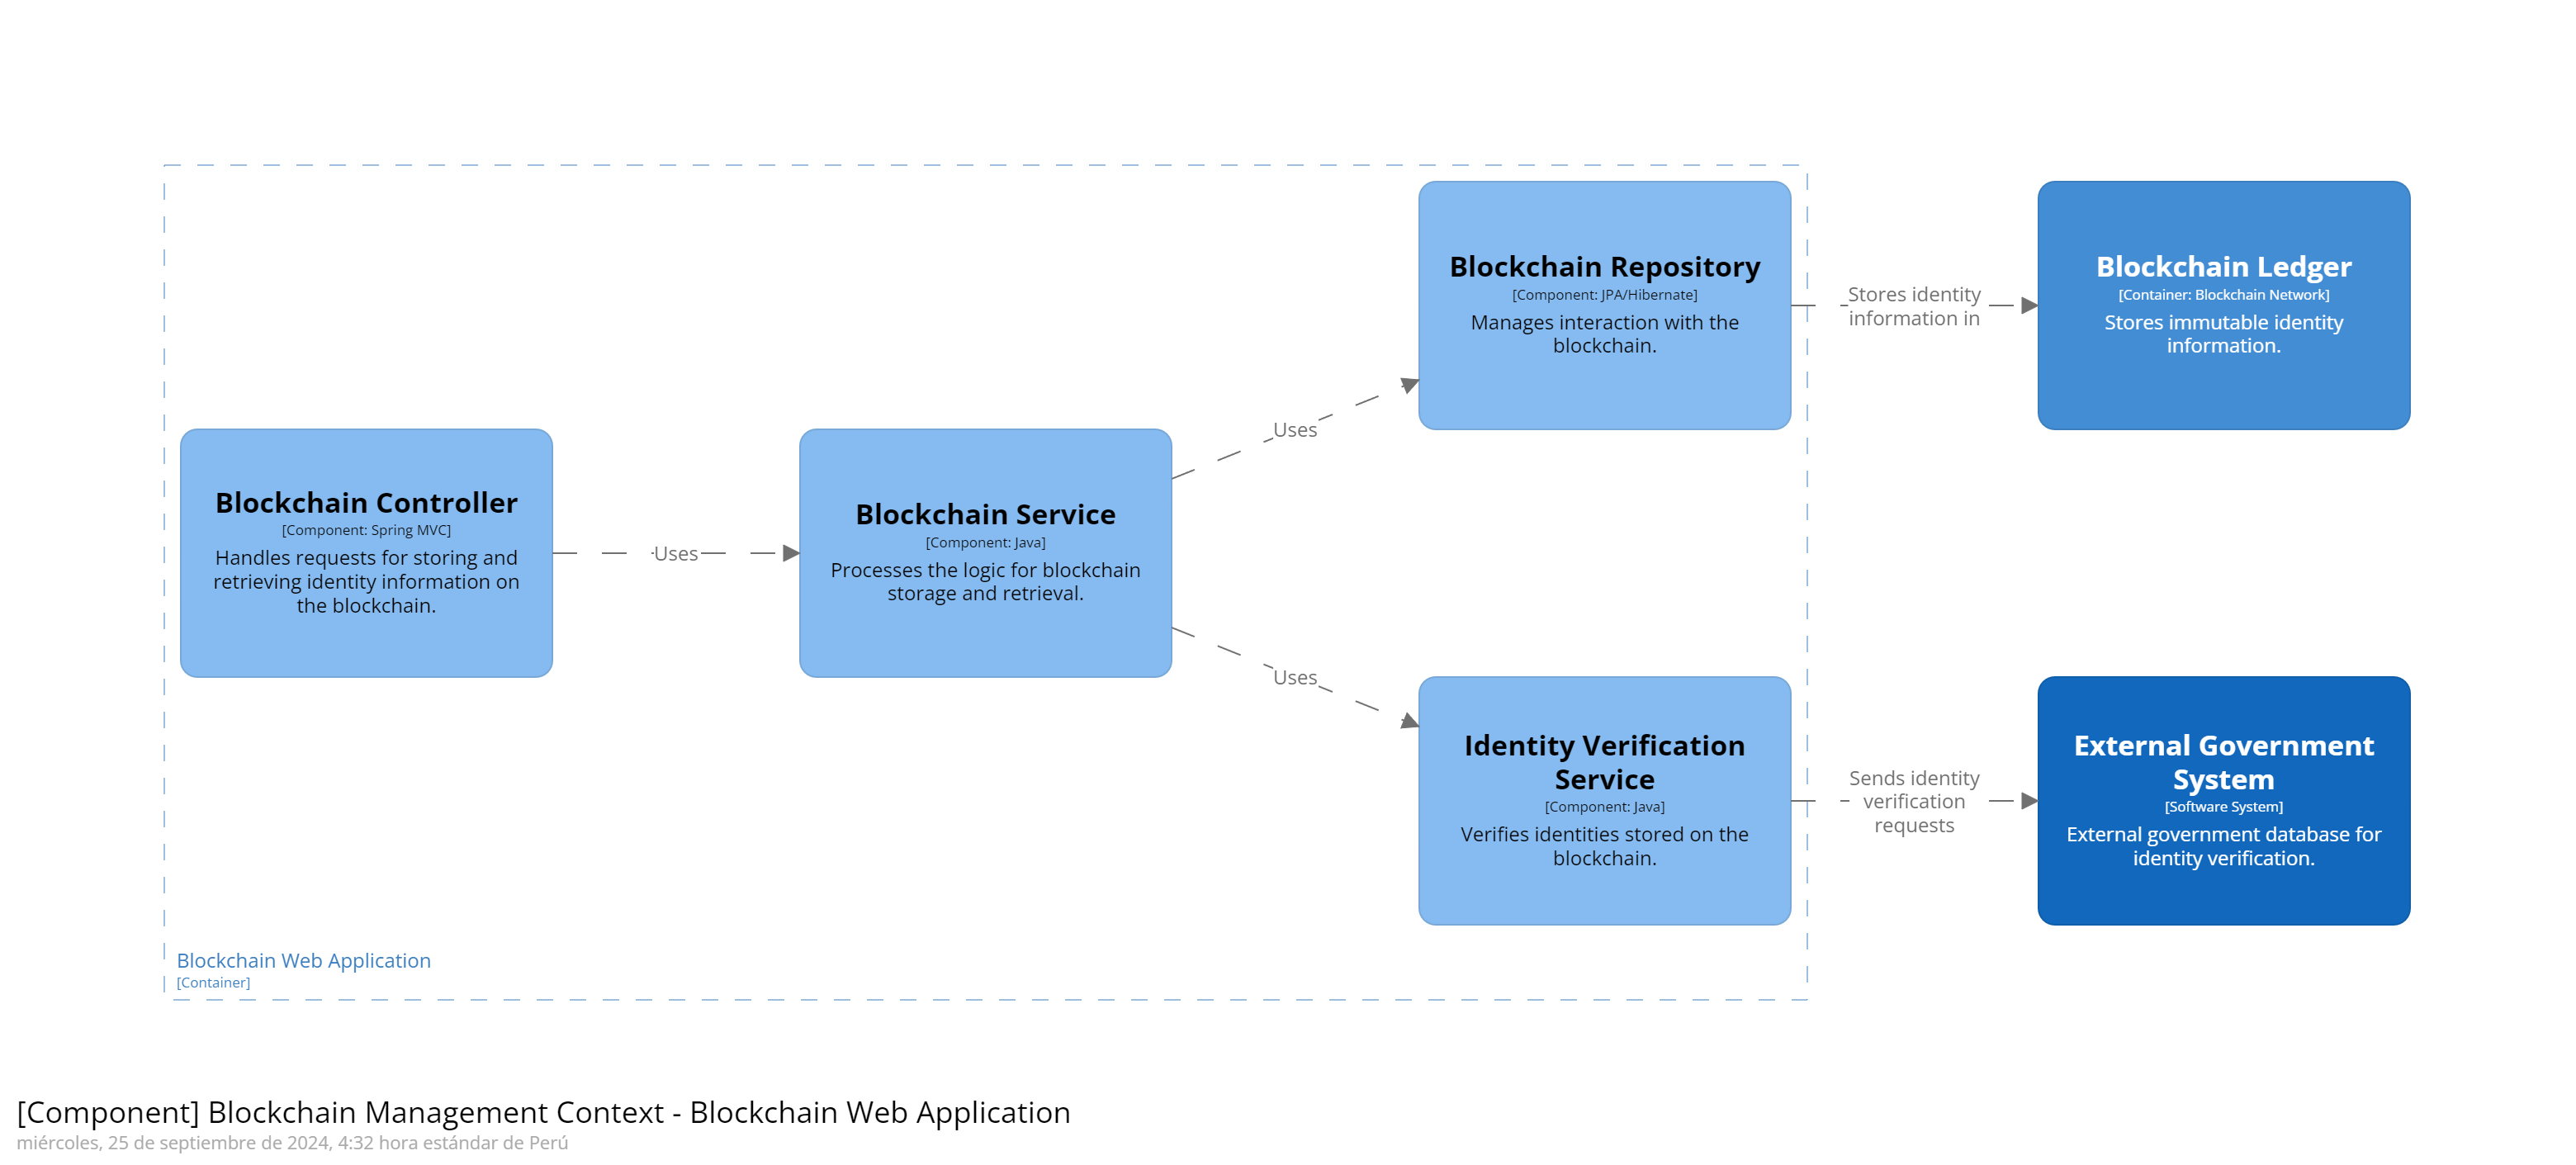 Blockchain Repository
[Component: JPA/Hibernate]
Manages interaction with the
blockchain.
Stores identity
information in
Blockchain Ledger
[Container: Blockchain Network]
Stores immutable identity
information.
Uses
Blockchain Controller
[Component: Spring MVC]
Handles requests for storing and
retrieving identity information on
the blockchain.
Uses
Blockchain Service
[Component: Java]
Processes the logic for blockchain
storage and retrieval.
Uses
Identity Verification
Service
[Component: Java]
Verifies identities stored on the
blockchain.
Sends identity
verification
requests
External Government
System
[Software System]
External government database for
identity verification.
Blockchain Web Application
[Container]
[Component] Blockchain Management Context - Blockchain Web Application
miércoles, 25 de septiembre de 2024, 4:32 hora estándar de Perú